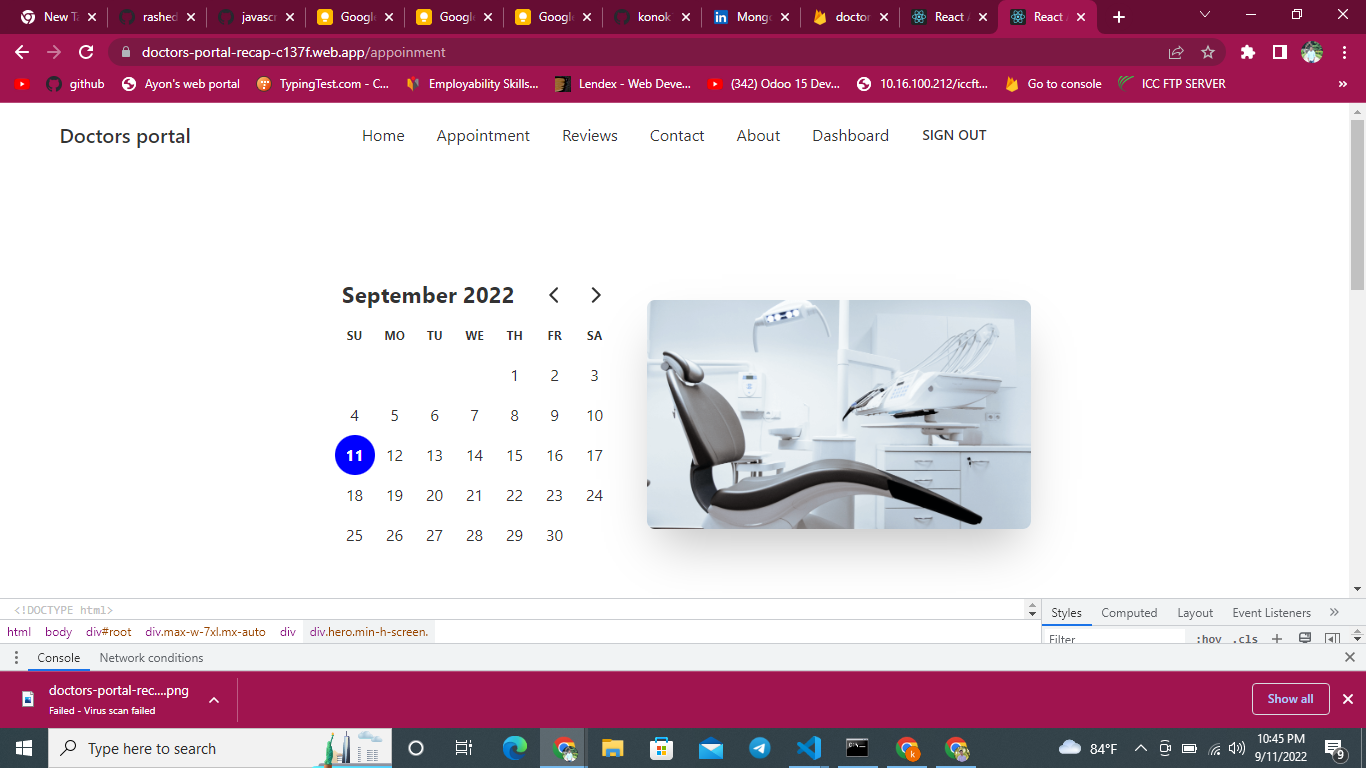 New Ta
rashed
javascr
Google
Google
Google
konok
Mongo
doctor
React A
React A
doctors-portal-recap-c137f.web.app/appoinment
github
Ayon's web portal
TypingTest.com - C...
Employability Skills...
Lendex - Web Deve...
(342) Odoo 15 Dev...
10.16.100.212/iccft...
Go to console
ICC FTP SERVER
»
Doctors portal
Home
Appointment
Reviews
Contact
About
Dashboard
SIGN OUT
September 2022
SU MO TU WE TH FR SA
1 2 3
4 5 6 7 8 9 10
11 12 13 14 15 16 17
18 19 20 21 22 23 24
25 26 27 28 29 30
<!DOCTYPE html>
html body div#root div.max-w-7xl.mx-auto div div.hero.min-h-screen.
Styles Computed Layout Event Listeners »
Filter :hov .cls +
Console Network conditions
doctors-portal-rec....png
Failed - Virus scan failed
Show all
Type here to search
84°F
10:45 PM
9/11/2022
9